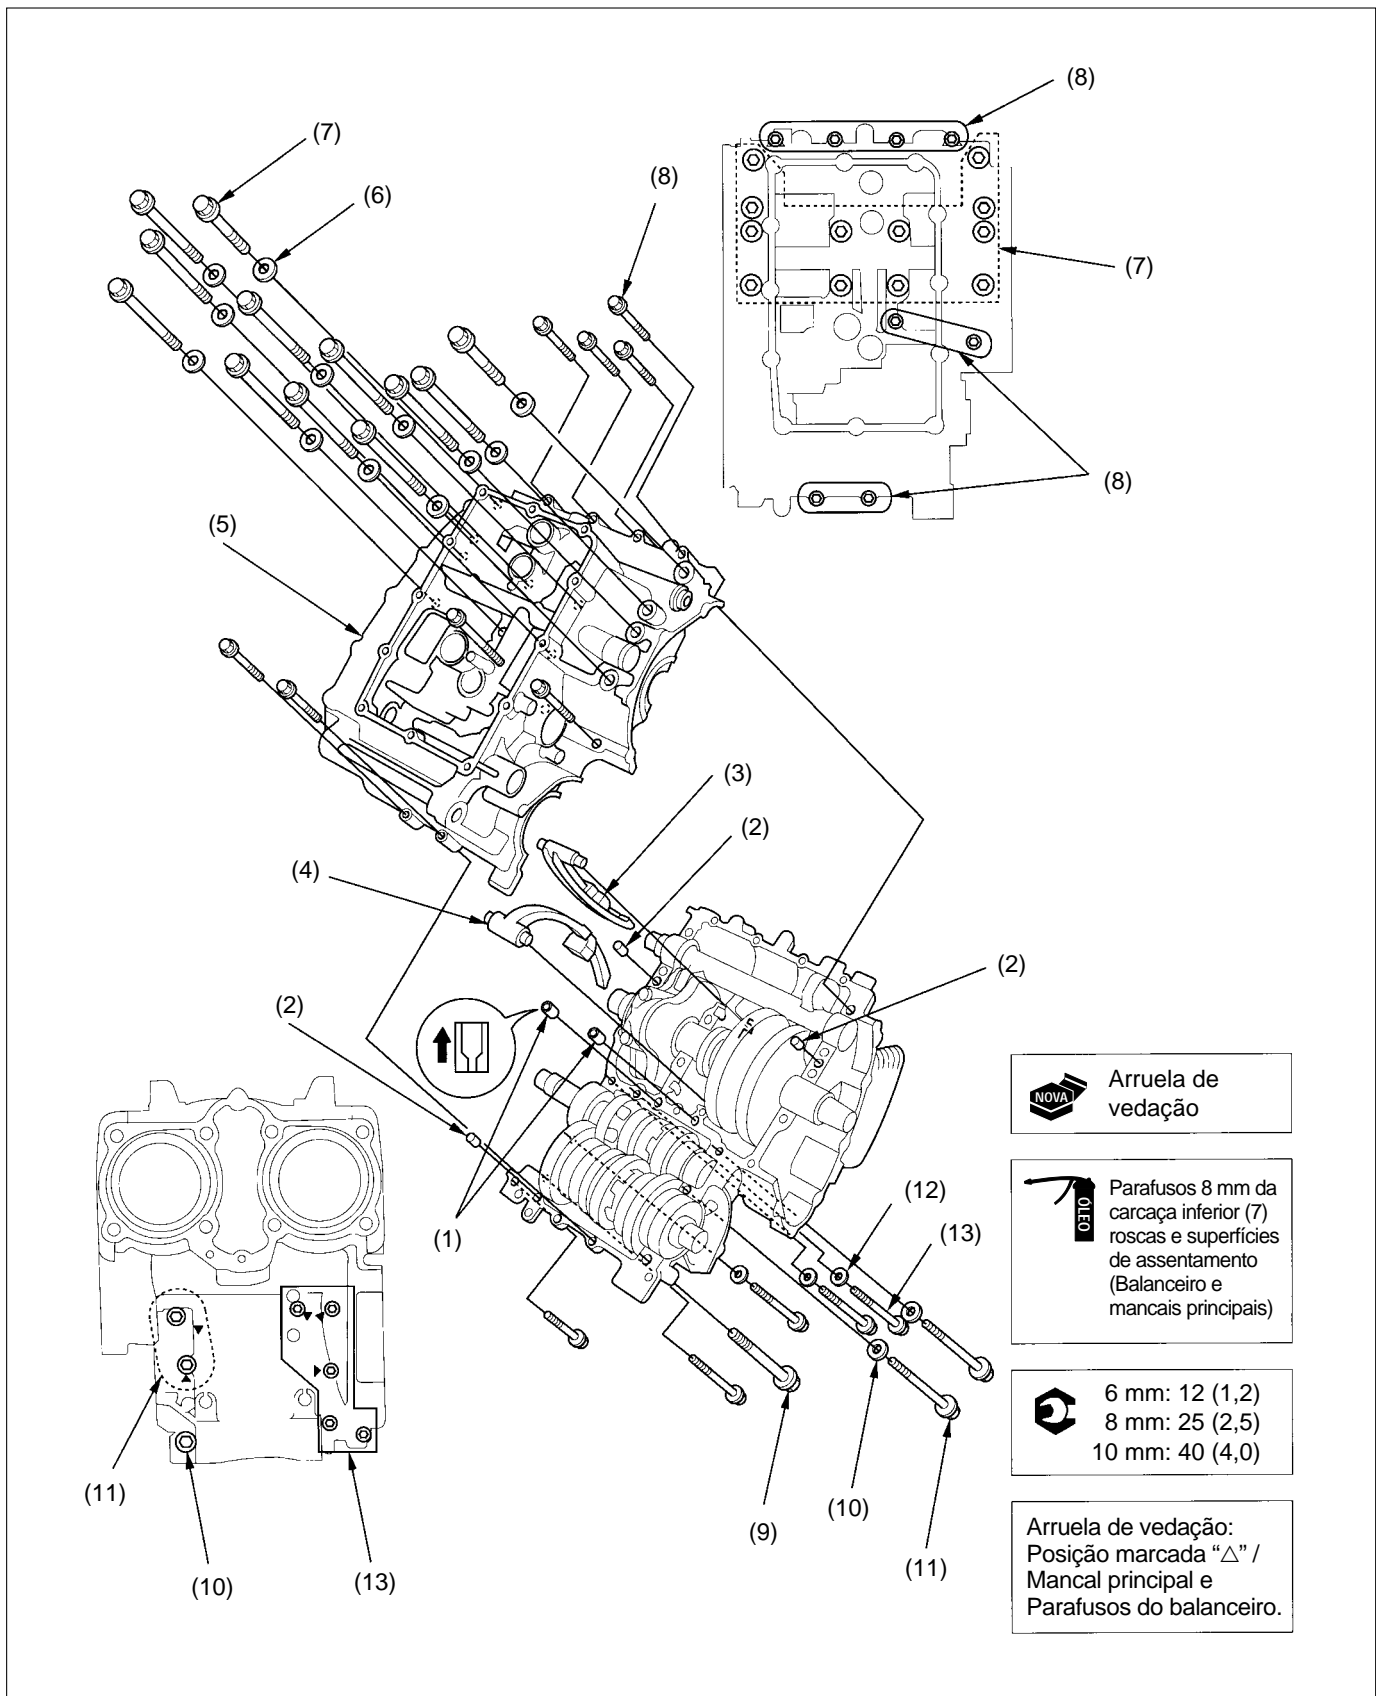 (8)
(7)
(6)
(8)
(7)
(8)
(5)
(3)
(2)
(4)
(2)
(2)
NOVA
Arruela de
vedação
ÓLEO
Parafusos 8 mm da
carcaça inferior (7)
roscas e superfícies
de assentamento
(Balanceiro e
mancais principais)
(12)
(13)
(1)
6 mm: 12 (1,2)
8 mm: 25 (2,5)
10 mm: 40 (4,0)
(11)
(10)
(9)
(11)
(10)
(13)
Arruela de vedação:
Posição marcada “△” /
Mancal principal e
Parafusos do balanceiro.